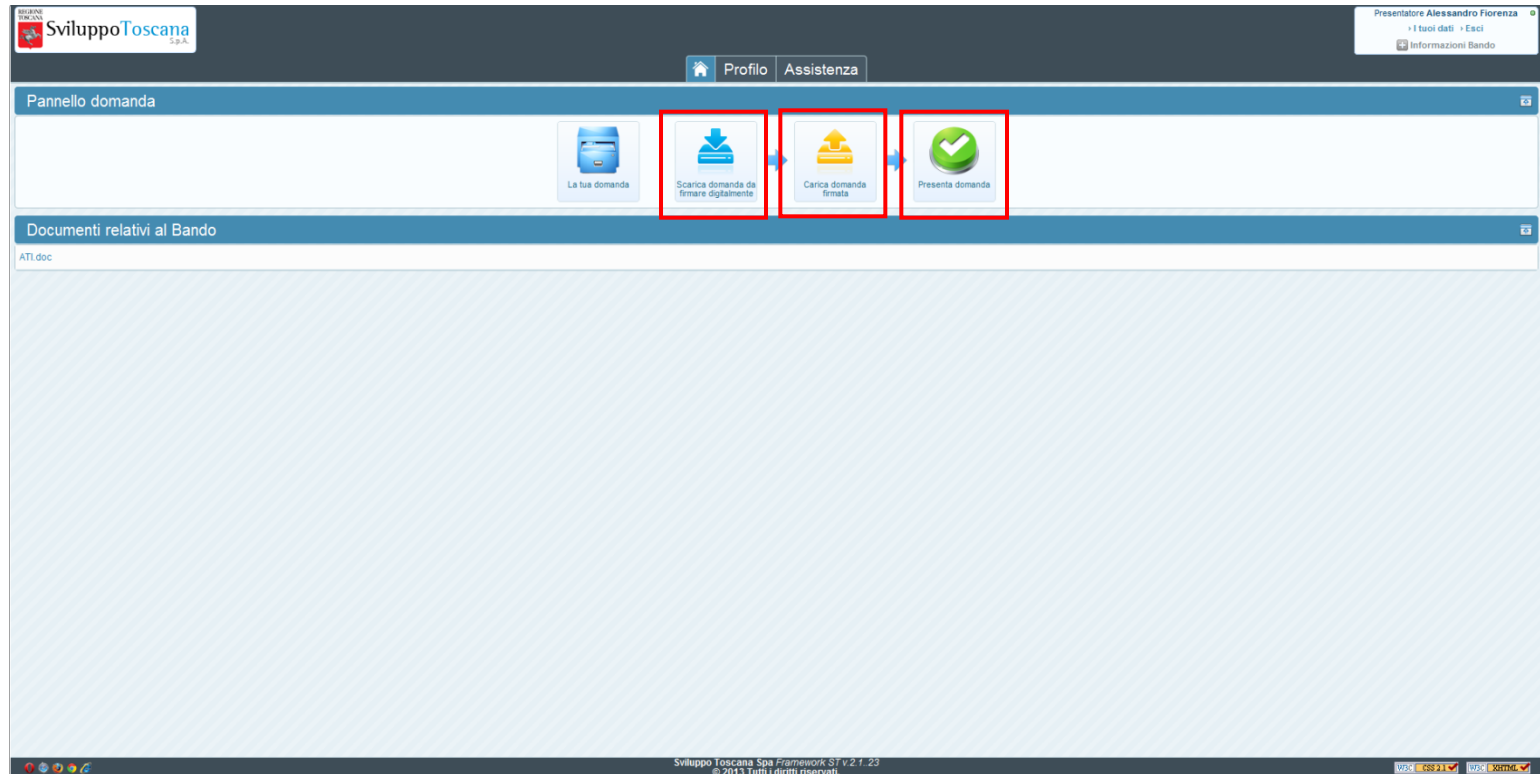 REGIONE
TOSCANA
SviluppoToscana
S.p.A.
Presentatore Alessandro Fiorenza
I tuoi dati Esci
Informazioni Bando
Profilo Assistenza
Pannello domanda
La tua domanda
Scarica domanda da
firmare digitalmente
Carica domanda
firmata
Presenta domanda
Documenti relativi al Bando
ATI.doc
Sviluppo Toscana Spa Framework ST v.2.1..23
© 2013 Tutti i diritti riservati.
W3C CSS 2.1
W3C XHTML